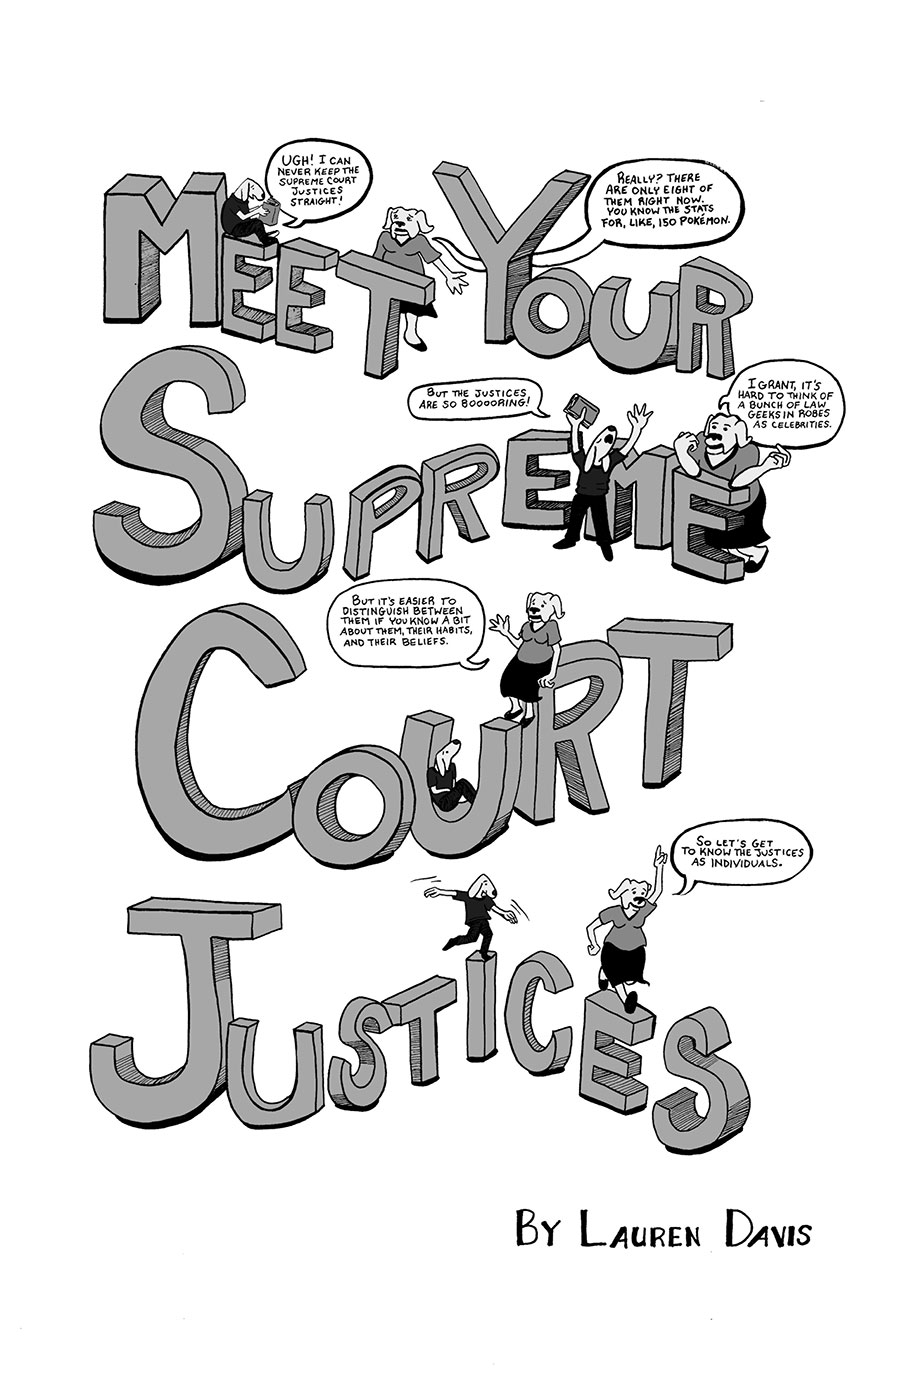 MEET YOUR
UGH! I CAN
NEVER KEEP THE
SUPREME COURT
JUSTICES
STRAIGHT!
REALLY? THERE
ARE ONLY EIGHT OF
THEM RIGHT NOW.
YOU KNOW THE STATS
FOR, LIKE, 150 POKÉMON.
SUPREME
BUT THE JUSTICES
ARE SO BOOOORING!
I GRANT, IT'S
HARD TO THINK OF
A BUNCH OF LAW
GEEKS IN ROBES
AS CELEBRITIES.
COURT
BUT IT'S EASIER TO
DISTINGUISH BETWEEN
THEM IF YOU KNOW A BIT
ABOUT THEM, THEIR HABITS,
AND THEIR BELIEFS.
JUSTICES
SO LET'S GET
TO KNOW THE JUSTICES
AS INDIVIDUALS.
BY LAUREN DAVIS